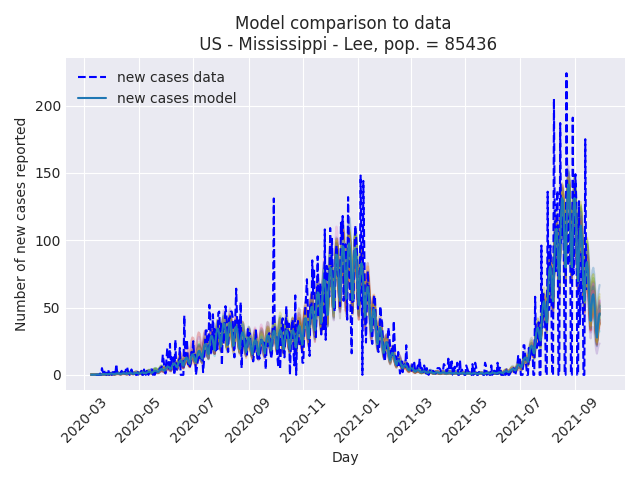 Model comparison to data
US - Mississippi - Lee, pop. = 85436
new cases data
new cases model
Number of new cases reported
200
150
100
50
0
2020-03
2020-05
2020-07
2020-09
2020-11
2021-01
2021-03
2021-05
2021-07
2021-09
Day